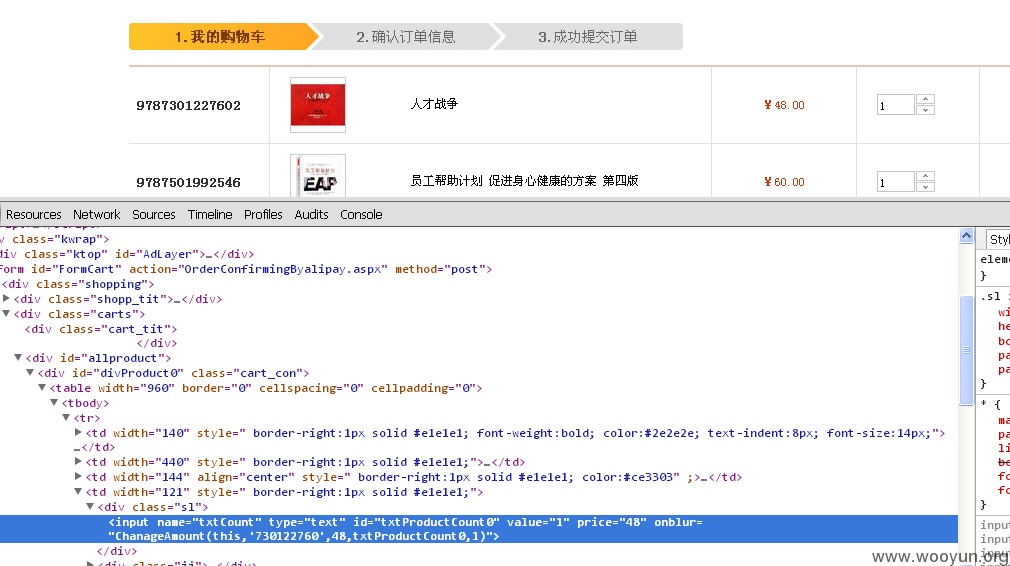 1.我的购物车 2.确认订单信息 3.成功提交订单
9787301227602 人才战争 人才战争 ¥ 48.00 1
9787501992546 EAP 员工帮助计划 促进身心健康的方案 第四版 ¥ 60.00 1
Resources Network Sources Timeline Profiles Audits Console
v class="kwrap">
div class="ktop" id="AdLayer">…</div>
form id="FormCart" action="OrderConfirmingByalipay.aspx" method="post">
<div class="shopping">
<div class="shopp_tit">…</div>
<div class="carts">
<div class="cart_tit">
</div>
<div id="allproduct">
<div id="divProduct0" class="cart_con">
<table width="960" border="0" cellspacing="0" cellpadding="0">
<tbody>
<tr>
<td width="140" style=" border-right:1px solid #e1e1e1; font-weight:bold; color:#2e2e2e; text-indent:8px; font-size:14px;">
…</td>
<td width="440" style=" border-right:1px solid #e1e1e1;">…</td>
<td width="144" align="center" style=" border-right:1px solid #e1e1e1; color:#ce3303" ;>…</td>
<td width="121" style=" border-right:1px solid #e1e1e1;">
<div class="sl">
<input name="txtCount" type="text" id="txtProductCount0" value="1" price="48" onblur=
"ChanageAmount(this,'730122760',48,txtProductCount0,1)">
</div>
Styl
eleme
}
.sl i
wi
he
bo
pa
pa
}
* {
ma
pa
li
bo
fo
fo
}
input
input
input
www.wooyun.org